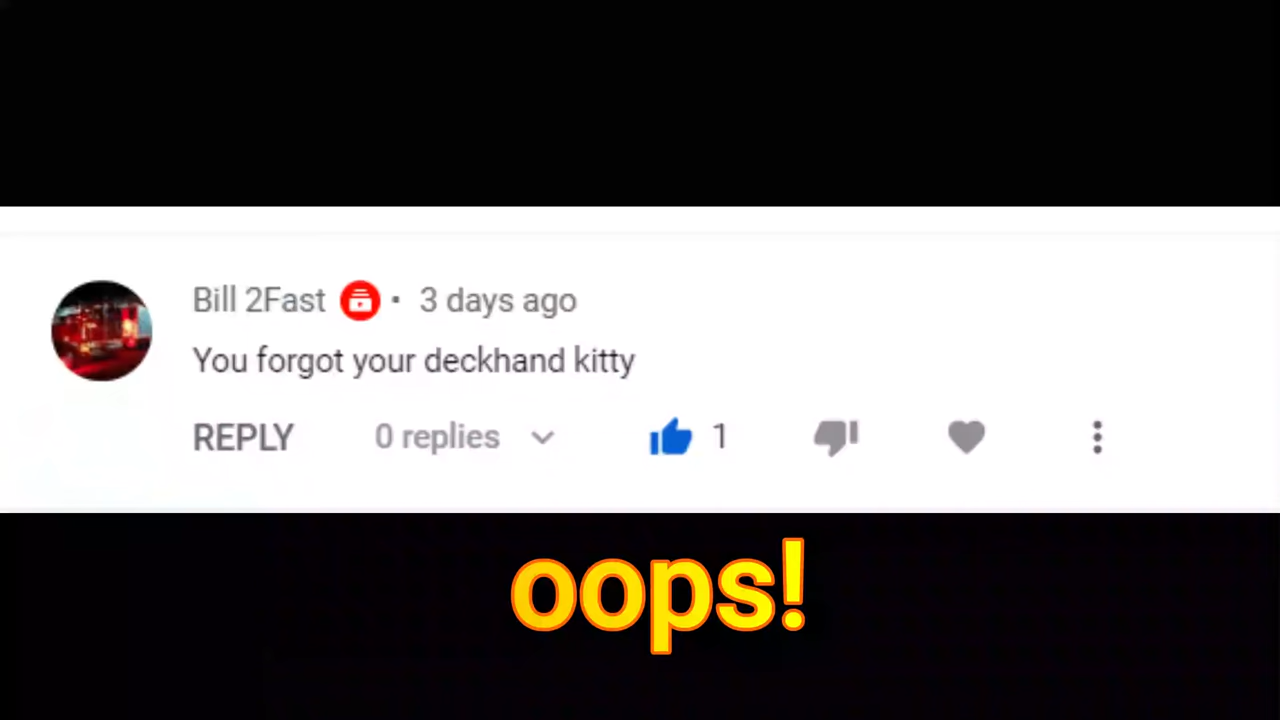 Bill 2Fast • 3 days ago
You forgot your deckhand kitty
REPLY 0 replies 1
oops!